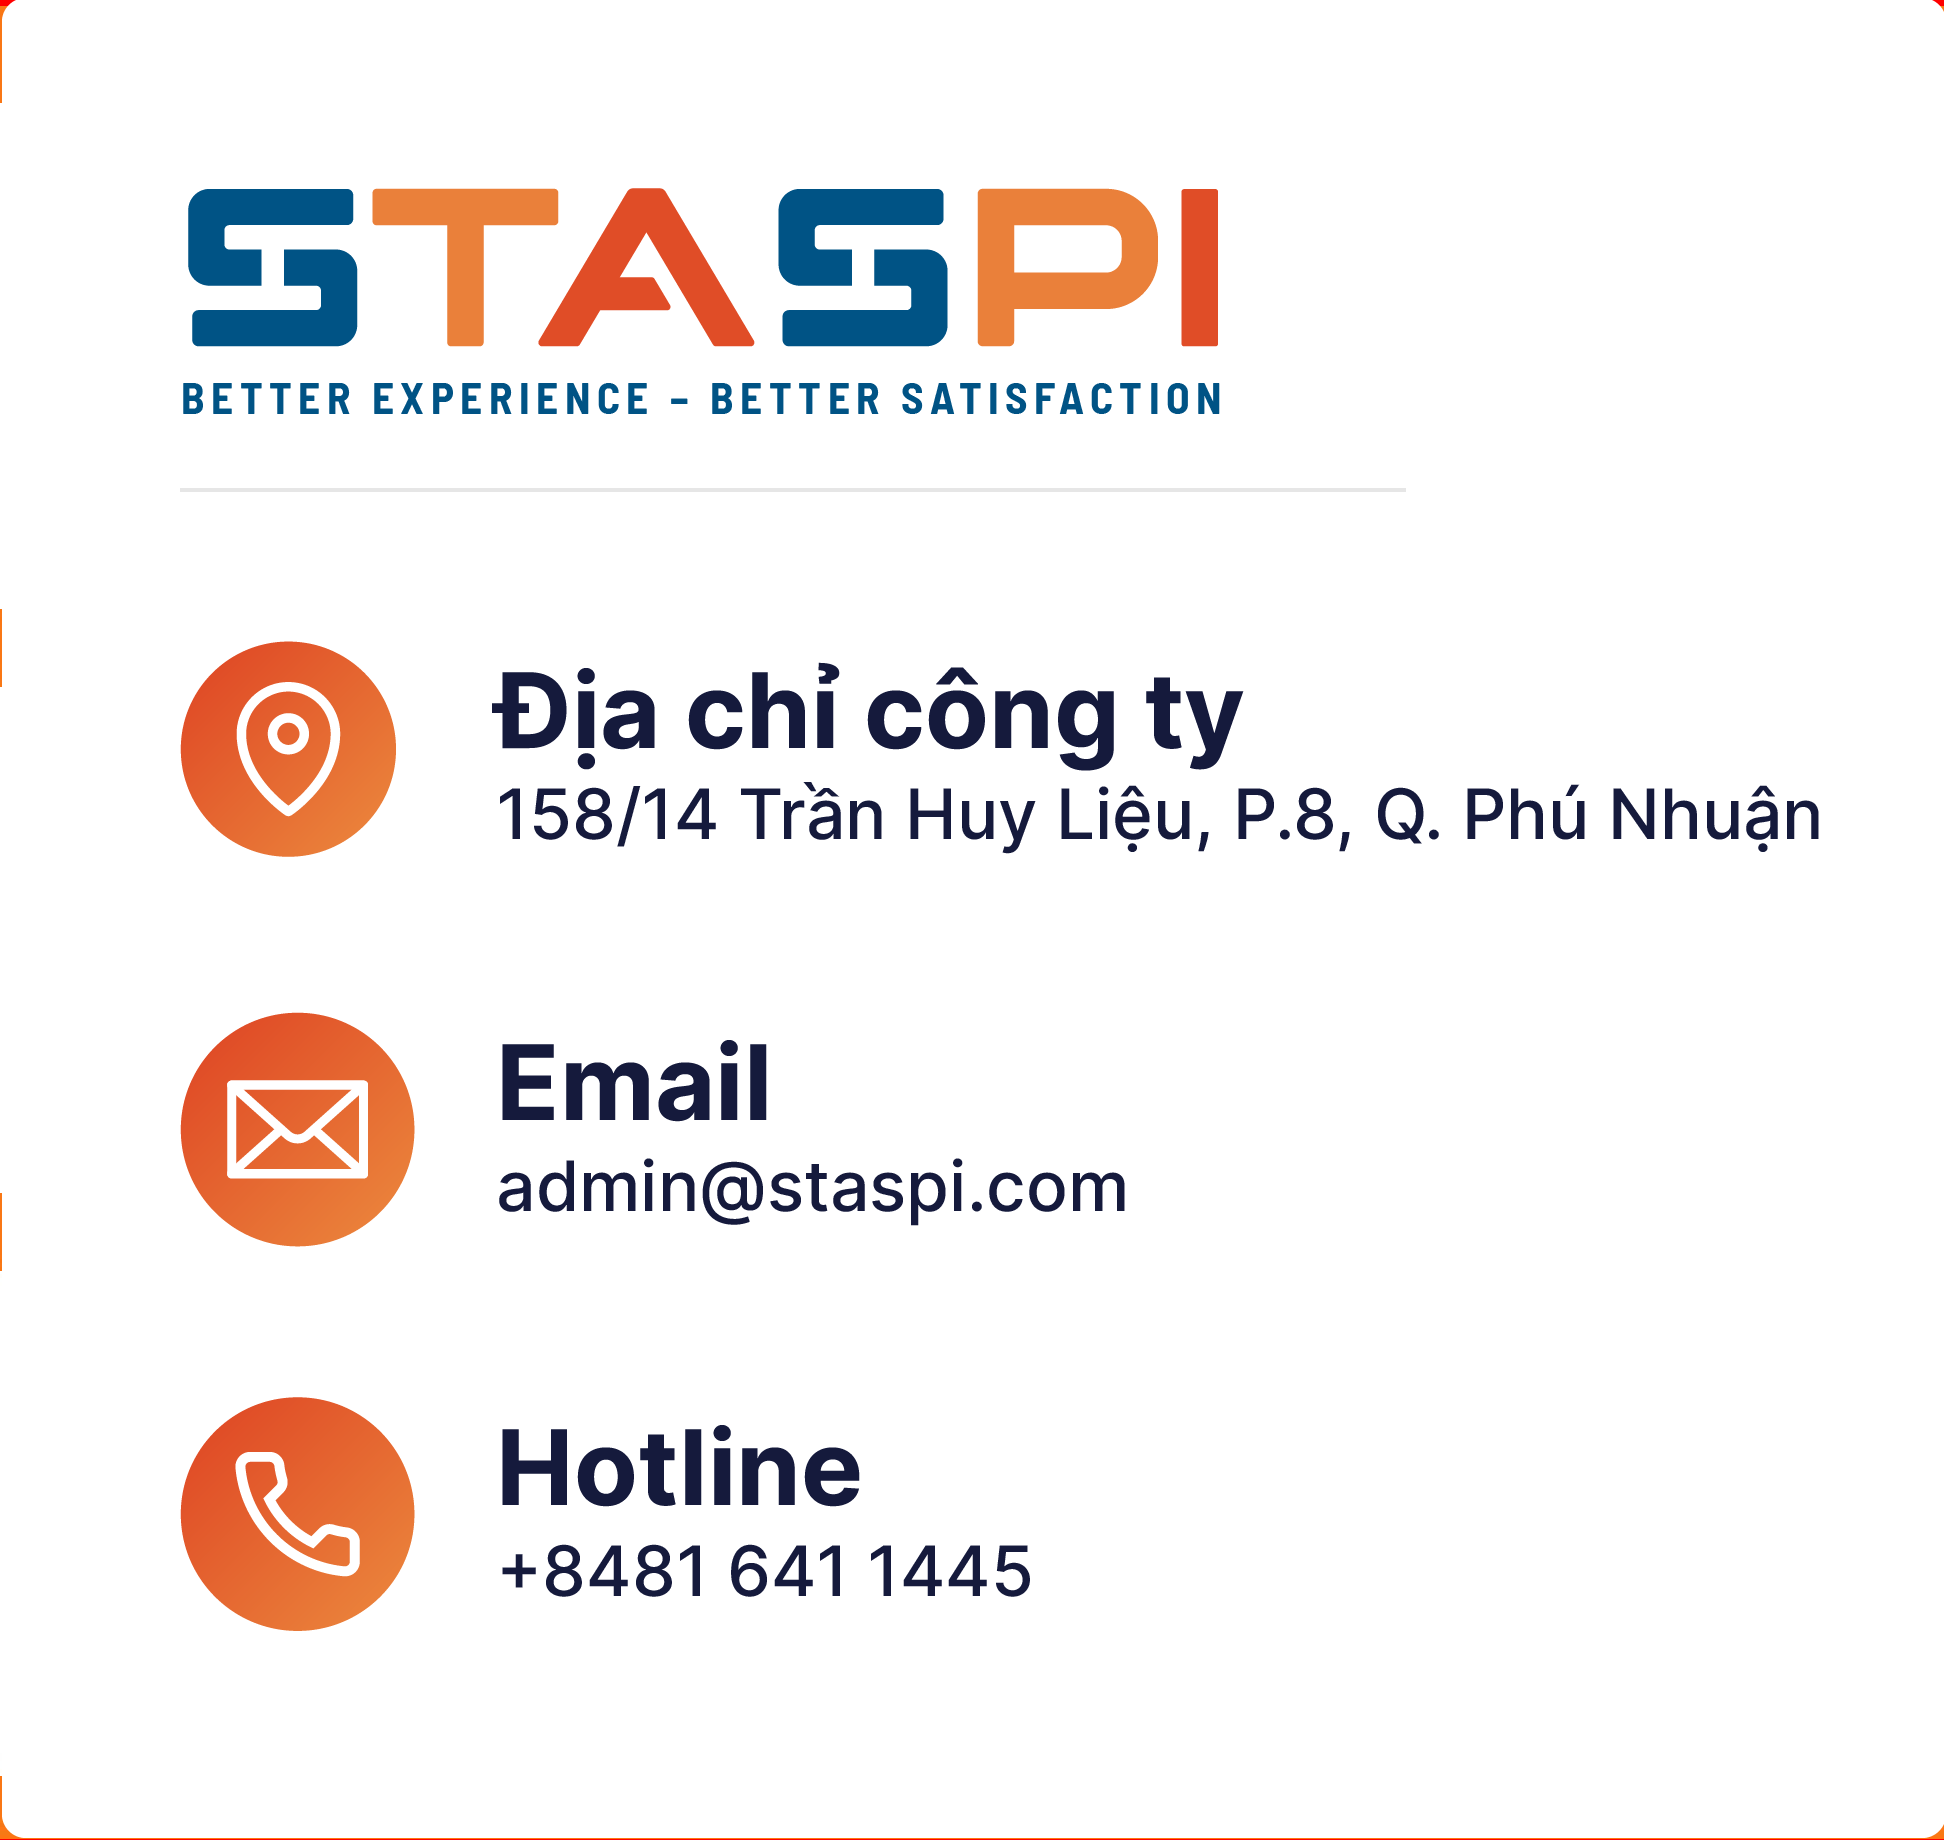 STASPI
BETTER EXPERIENCE - BETTER SATISFACTION
Địa chỉ công ty
158/14 Trần Huy Liệu, P.8, Q. Phú Nhuận
Email
admin@staspi.com
Hotline
+8481 641 1445